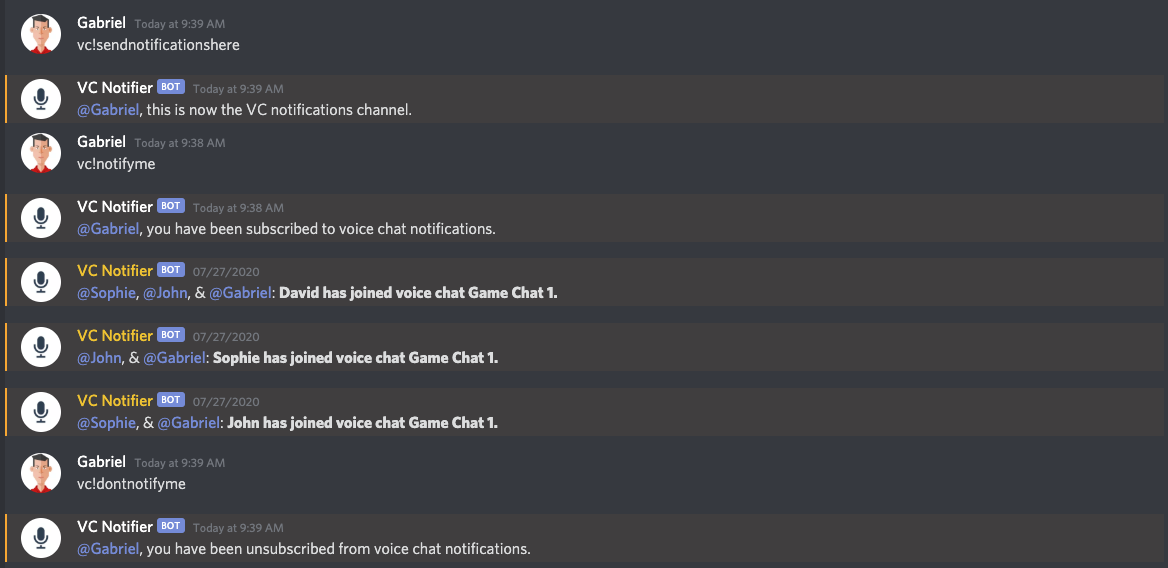 Gabriel Today at 9:39 AM
vc!sendnotificationshere
VC Notifier BOT Today at 9:39 AM
@Gabriel, this is now the VC notifications channel.
Gabriel Today at 9:38 AM
vc!notifyme
VC Notifier BOT Today at 9:38 AM
@Gabriel, you have been subscribed to voice chat notifications.
VC Notifier BOT 07/27/2020
@Sophie, @John, & @Gabriel: David has joined voice chat Game Chat 1.
VC Notifier BOT 07/27/2020
@John, & @Gabriel: Sophie has joined voice chat Game Chat 1.
VC Notifier BOT 07/27/2020
@Sophie, & @Gabriel: John has joined voice chat Game Chat 1.
Gabriel Today at 9:39 AM
vc!dontnotifyme
VC Notifier BOT Today at 9:39 AM
@Gabriel, you have been unsubscribed from voice chat notifications.